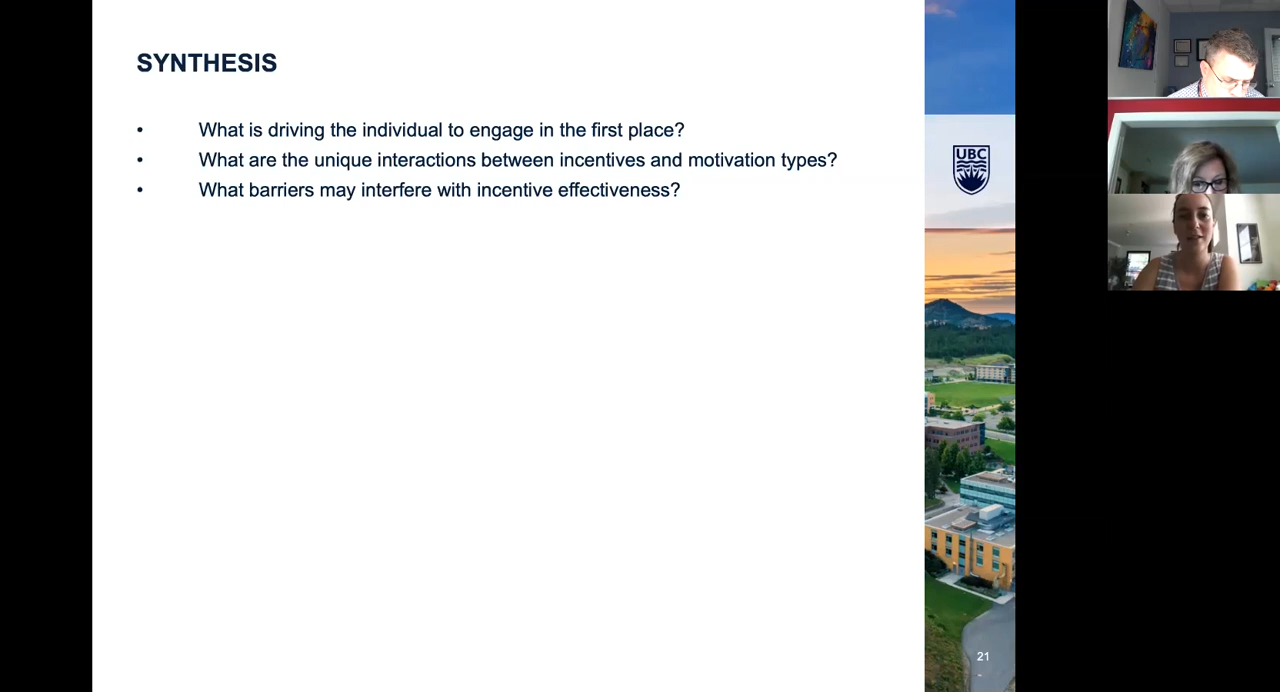 SYNTHESIS
• What is driving the individual to engage in the first place?
• What are the unique interactions between incentives and motivation types?
• What barriers may interfere with incentive effectiveness?
UBC
21